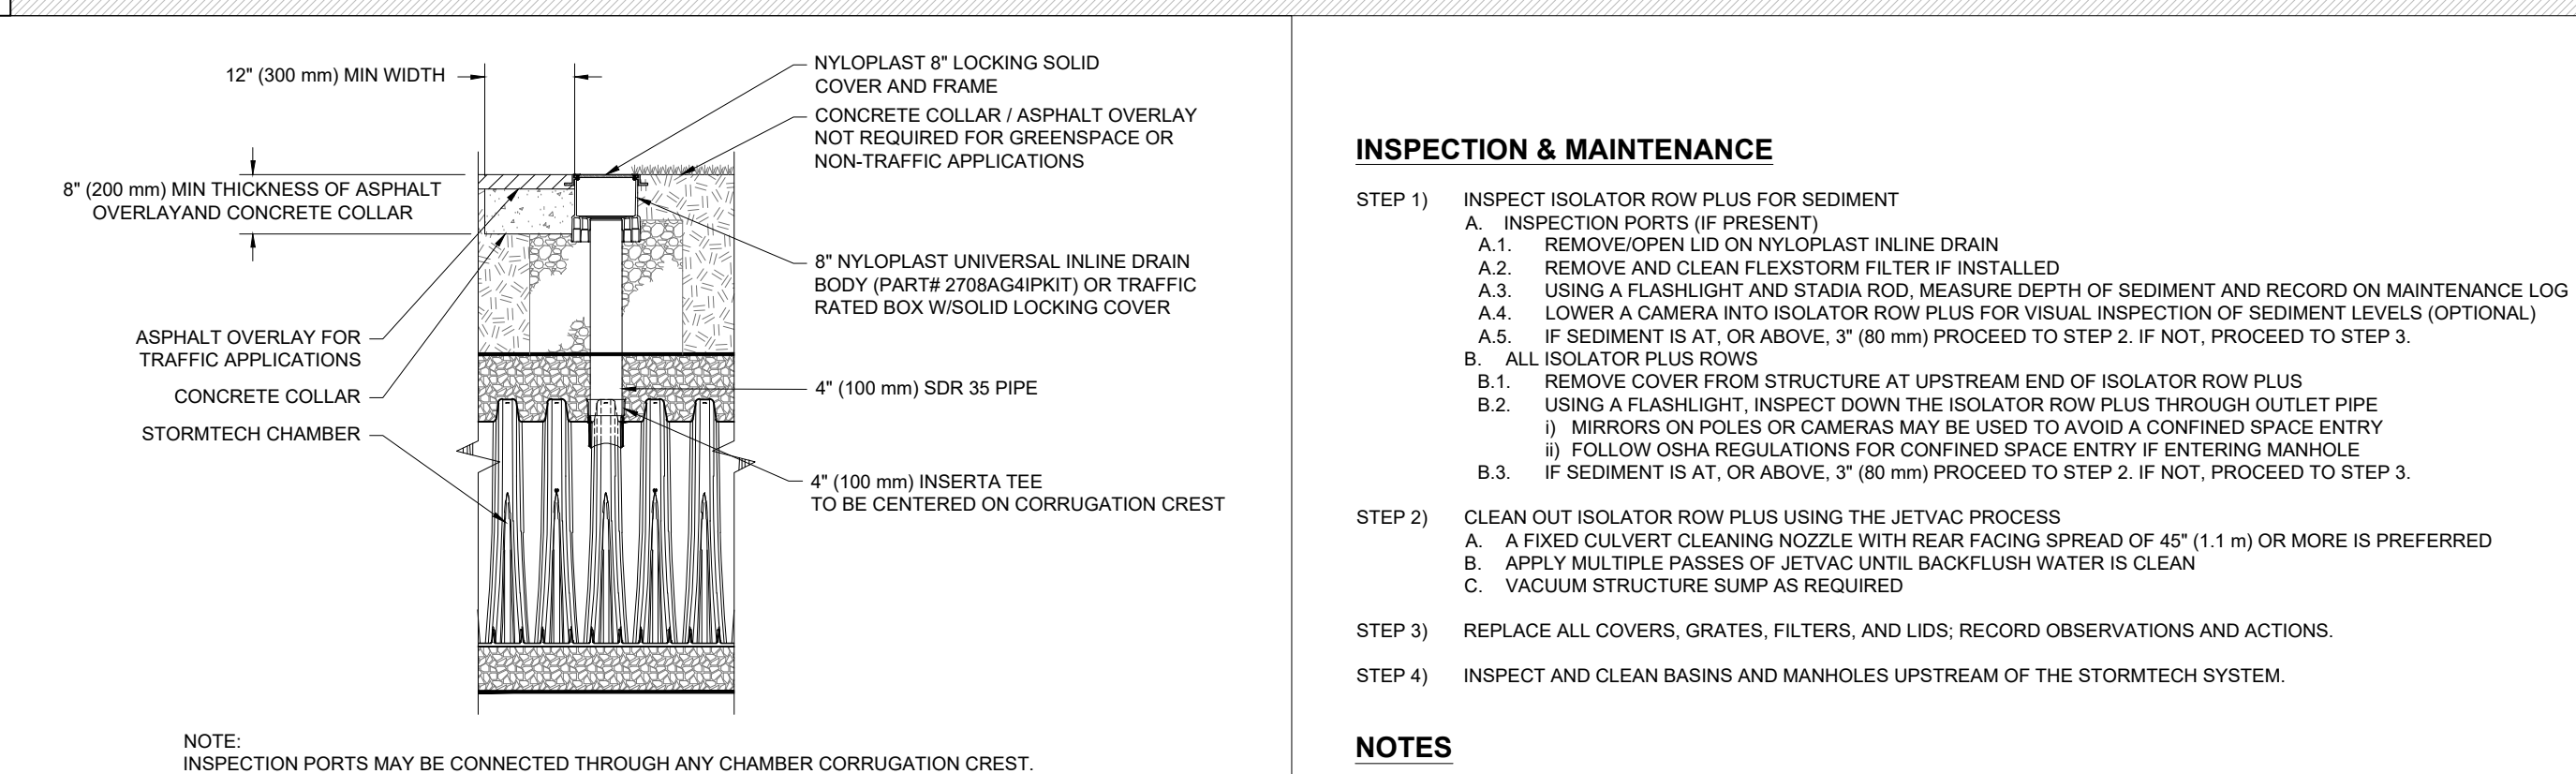 12" (300 mm) MIN WIDTH
8" (200 mm) MIN THICKNESS OF ASPHALT
OVERLAYAND CONCRETE COLLAR
ASPHALT OVERLAY FOR
TRAFFIC APPLICATIONS
CONCRETE COLLAR
STORMTECH CHAMBER
NYLOPLAST 8" LOCKING SOLID
COVER AND FRAME
CONCRETE COLLAR / ASPHALT OVERLAY
NOT REQUIRED FOR GREENSPACE OR
NON-TRAFFIC APPLICATIONS
8" NYLOPLAST UNIVERSAL INLINE DRAIN
BODY (PART# 2708AG4IPKIT) OR TRAFFIC
RATED BOX W/SOLID LOCKING COVER
4" (100 mm) SDR 35 PIPE
4" (100 mm) INSERTA TEE
TO BE CENTERED ON CORRUGATION CREST
NOTE:
INSPECTION PORTS MAY BE CONNECTED THROUGH ANY CHAMBER CORRUGATION CREST.
INSPECTION & MAINTENANCE
STEP 1) INSPECT ISOLATOR ROW PLUS FOR SEDIMENT
A. INSPECTION PORTS (IF PRESENT)
A.1. REMOVE/OPEN LID ON NYLOPLAST INLINE DRAIN
A.2. REMOVE AND CLEAN FLEXSTORM FILTER IF INSTALLED
A.3. USING A FLASHLIGHT AND STADIA ROD, MEASURE DEPTH OF SEDIMENT AND RECORD ON MAINTENANCE LOG
A.4. LOWER A CAMERA INTO ISOLATOR ROW PLUS FOR VISUAL INSPECTION OF SEDIMENT LEVELS (OPTIONAL)
A.5. IF SEDIMENT IS AT, OR ABOVE, 3" (80 mm) PROCEED TO STEP 2. IF NOT, PROCEED TO STEP 3.
B. ALL ISOLATOR PLUS ROWS
B.1. REMOVE COVER FROM STRUCTURE AT UPSTREAM END OF ISOLATOR ROW PLUS
B.2. USING A FLASHLIGHT, INSPECT DOWN THE ISOLATOR ROW PLUS THROUGH OUTLET PIPE
i) MIRRORS ON POLES OR CAMERAS MAY BE USED TO AVOID A CONFINED SPACE ENTRY
ii) FOLLOW OSHA REGULATIONS FOR CONFINED SPACE ENTRY IF ENTERING MANHOLE
B.3. IF SEDIMENT IS AT, OR ABOVE, 3" (80 mm) PROCEED TO STEP 2. IF NOT, PROCEED TO STEP 3.
STEP 2) CLEAN OUT ISOLATOR ROW PLUS USING THE JETVAC PROCESS
A. A FIXED CULVERT CLEANING NOZZLE WITH REAR FACING SPREAD OF 45" (1.1 m) OR MORE IS PREFERRED
B. APPLY MULTIPLE PASSES OF JETVAC UNTIL BACKFLUSH WATER IS CLEAN
C. VACUUM STRUCTURE SUMP AS REQUIRED
STEP 3) REPLACE ALL COVERS, GRATES, FILTERS, AND LIDS; RECORD OBSERVATIONS AND ACTIONS.
STEP 4) INSPECT AND CLEAN BASINS AND MANHOLES UPSTREAM OF THE STORMTECH SYSTEM.
NOTES